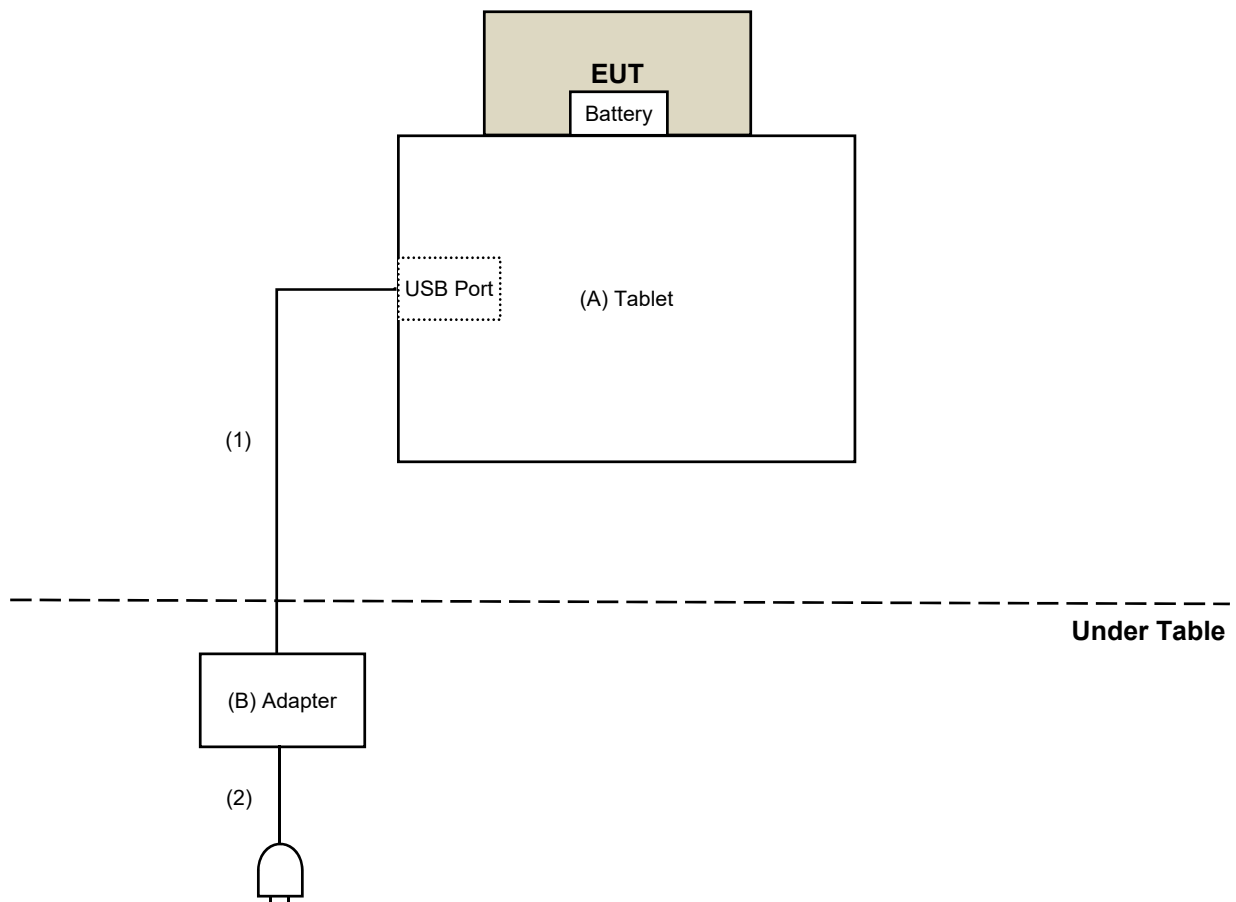 EUT
Battery
USB Port
(A) Tablet
(1)
Under Table
(B) Adapter
(2)